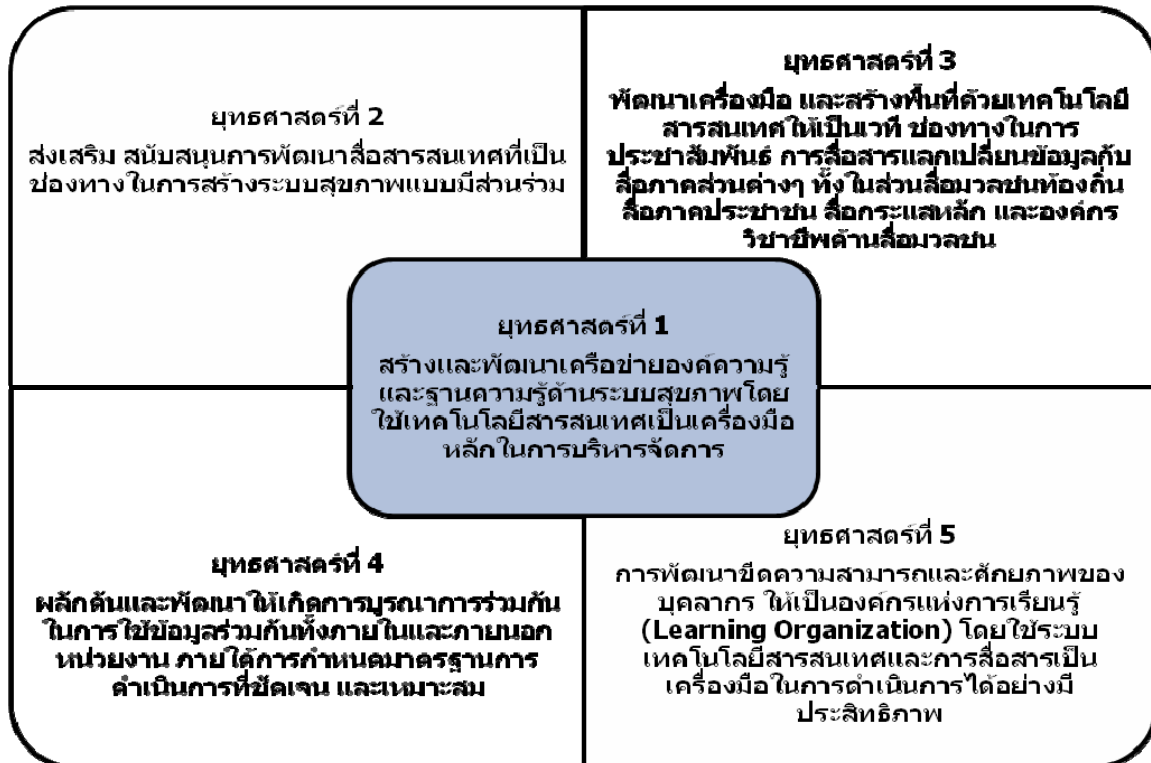 ยุทธศาสตร์ที่ 2
ส่งเสริม สนับสนุนการพัฒนาสื่อสารสนเทศที่เป็น
ช่องทางในการสร้างระบบสุขภาพแบบมีส่วนร่วม
ยุทธศาสตร์ที่ 3
พัฒนาเครื่องมือ และสร้างพื้นที่ด้วยเทคโนโลยี
สารสนเทศให้เป็นเวที ช่องทางในการ
ประชาสัมพันธ์ การสื่อสารแลกเปลี่ยนข้อมูลกับ
สื่อภาคส่วนต่างๆ ทั้งในส่วนสื่อมวลชนท้องถิ่น
สื่อภาคประชาชน สื่อกระแสหลัก และองค์กร
วิชาชีพด้านสื่อมวลชน
ยุทธศาสตร์ที่ 1
สร้างและพัฒนาเครือข่ายองค์ความรู้
และฐานความรู้ด้านระบบสุขภาพโดย
ใช้เทคโนโลยีสารสนเทศเป็นเครื่องมือ
หลักในการบริหารจัดการ
ยุทธศาสตร์ที่ 4
ผลักดันและพัฒนาให้เกิดการบูรณาการร่วมกัน
ในการใช้ข้อมูลร่วมกันทั้งภายในและภายนอก
หน่วยงาน ภายใต้การกำหนดมาตรฐานการ
ดำเนินการที่ชัดเจน และเหมาะสม
ยุทธศาสตร์ที่ 5
การพัฒนาขีดความสามารถและศักยภาพของ
บุคลากร ให้เป็นองค์กรแห่งการเรียนรู้
(Learning Organization) โดยใช้ระบบ
เทคโนโลยีสารสนเทศและการสื่อสารเป็น
เครื่องมือในการดำเนินการได้อย่างมี
ประสิทธิภาพ